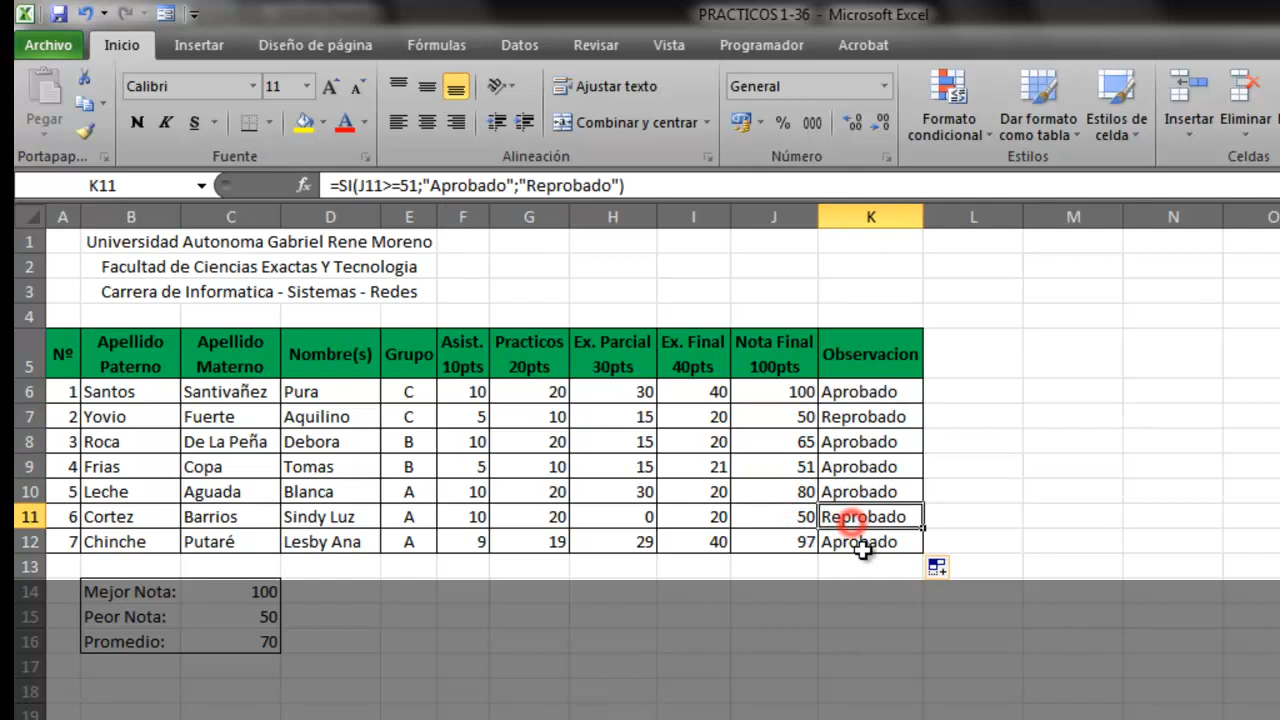 PRACTICOS 1-36 - Microsoft Excel
Archivo Inicio Insertar Diseño de página Fórmulas Datos Revisar Vista Programador Acrobat
Pegar
Calibri 11
N K S
Ajustar texto
Combinar y centrar
General
% 000
Formato condicional
Dar formato como tabla
Estilos de celda
Insertar Eliminar
Portapap... Fuente Alineación Número Estilos Celdas
K11 fx =SI(J11>=51;"Aprobado";"Reprobado")
A B C D E F G H I J K L M N O
1 Universidad Autonoma Gabriel Rene Moreno
2 Facultad de Ciencias Exactas Y Tecnologia
3 Carrera de Informatica - Sistemas - Redes
4
5 Nº Apellido Paterno Apellido Materno Nombre(s) Grupo Asist. 10pts Practicos 20pts Ex. Parcial 30pts Ex. Final 40pts Nota Final 100pts Observacion
6 1 Santos Santivañez Pura C 10 20 30 40 100 Aprobado
7 2 Yovio Fuerte Aquilino C 5 10 15 20 50 Reprobado
8 3 Roca De La Peña Debora B 10 20 15 20 65 Aprobado
9 4 Frias Copa Tomas B 5 10 15 21 51 Aprobado
10 5 Leche Aguada Blanca A 10 20 30 20 80 Aprobado
11 6 Cortez Barrios Sindy Luz A 10 20 0 20 50 Reprobado
12 7 Chinche Putaré Lesby Ana A 9 19 29 40 97 Aprobado
13
14 Mejor Nota: 100
15 Peor Nota: 50
16 Promedio: 70
17
18
19